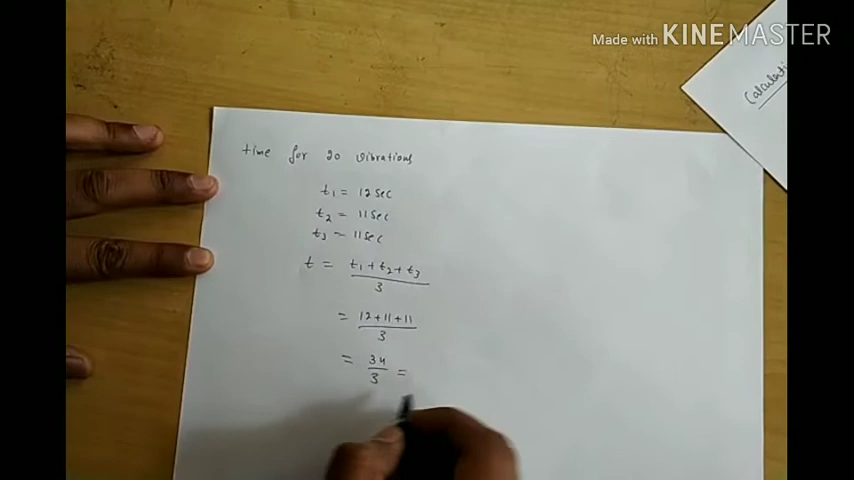 Made with KINEMASTER
Calculati
time for 20 vibrations
t₁ = 12 sec
t₂ = 11 sec
t₃ = 11 sec
t = t₁ + t₂ + t₃ / 3
= 12 + 11 + 11 / 3
= 34 / 3 =